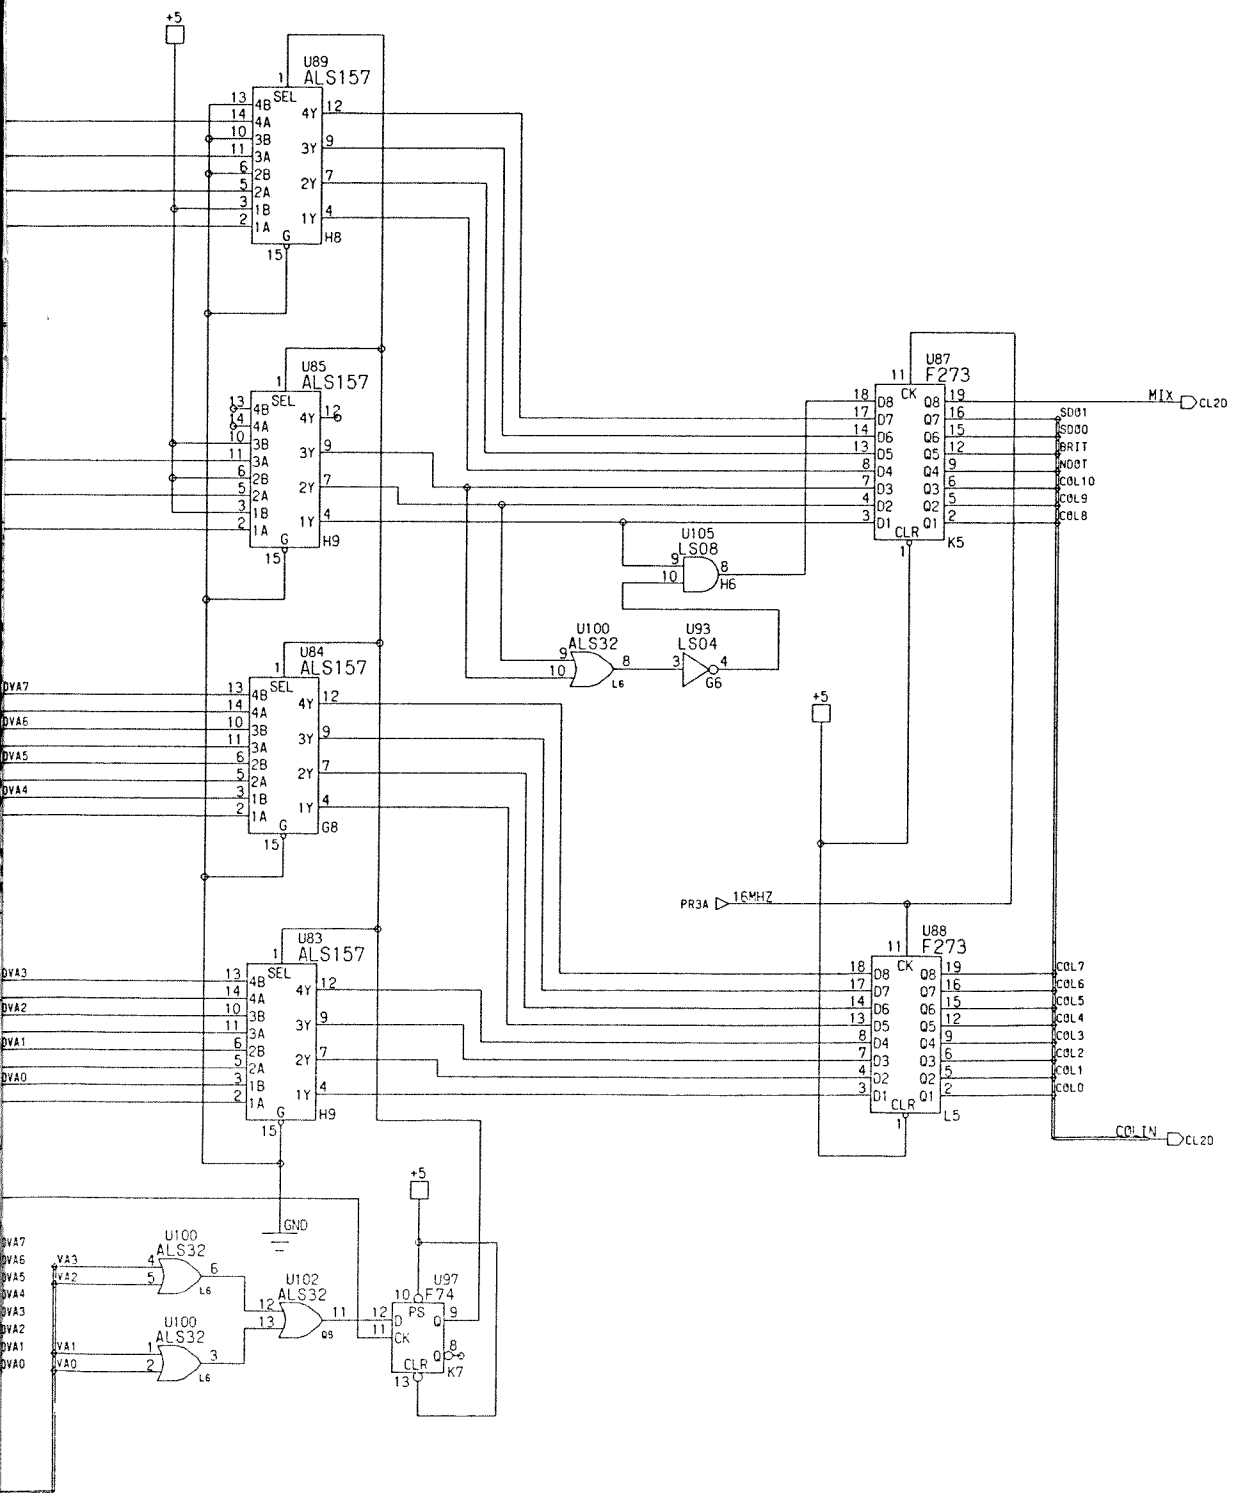 +5
U89
ALS157
1
SEL
13 4B
14 4A
10 3B
11 3A
6 2B
5 2A
3 1B
2 1A
4Y 12
3Y 9
2Y 7
1Y 4
G
15
H8
U85
ALS157
1
SEL
13 4B
14 4A
10 3B
11 3A
6 2B
5 2A
3 1B
2 1A
4Y 12
3Y 9
2Y 7
1Y 4
G
15
H9
U87
F273
11
CK
18 D8
17 D7
14 D6
13 D5
8 D4
7 D3
4 D2
3 D1
Q8 19
Q7 16
Q6 15
Q5 12
Q4 9
Q3 6
Q2 5
Q1 2
CLR
1
K5
MIX
CL2D
SD01
SD00
BRIT
NDOT
COL10
COL9
COL8
U105
LS08
9
10
8
H6
U100
ALS32
9
10
8
L6
U93
LS04
3
4
G6
U84
ALS157
1
SEL
DVA7
DVA6
DVA5
DVA4
13 4B
14 4A
10 3B
11 3A
6 2B
5 2A
3 1B
2 1A
4Y 12
3Y 9
2Y 7
1Y 4
G
15
G8
+5
PR3A
16MHZ
U83
ALS157
1
SEL
DVA3
DVA2
DVA1
DVA0
13 4B
14 4A
10 3B
11 3A
6 2B
5 2A
3 1B
2 1A
4Y 12
3Y 9
2Y 7
1Y 4
G
15
H9
U88
F273
11
CK
18 D8
17 D7
14 D6
13 D5
8 D4
7 D3
4 D2
3 D1
Q8 19
Q7 16
Q6 15
Q5 12
Q4 9
Q3 6
Q2 5
Q1 2
CLR
1
L5
COL7
COL6
COL5
COL4
COL3
COL2
COL1
COL0
COLIN
CL2D
GND
+5
DVA7
DVA6
DVA5
DVA4
DVA3
DVA2
DVA1
DVA0
VA3
VA2
VA1
VA0
U100
ALS32
4
5
6
L6
U100
ALS32
1
2
3
L6
U102
ALS32
12
13
11
U97
F74
10
PS
12 D
11 CK
Q 9
Q 8
CLR
13
K7